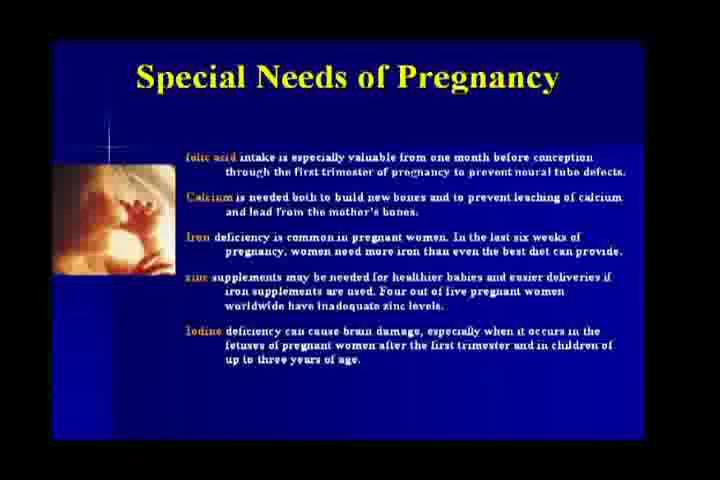 Special Needs of Pregnancy
folic acid intake is especially valuable from one month before conception
through the first trimester of pregnancy to prevent neural tube defects.
Calcium is needed both to build new bones and to prevent leaching of calcium
and lead from the mother's bones.
Iron deficiency is common in pregnant women. In the last six weeks of
pregnancy, women need more iron than even the best diet can provide.
zinc supplements may be needed for healthier babies and easier deliveries if
iron supplements are used. Four out of five pregnant women
worldwide have inadequate zinc levels.
Iodine deficiency can cause brain damage, especially when it occurs in the
fetuses of pregnant women after the first trimester and in children of
up to three years of age.